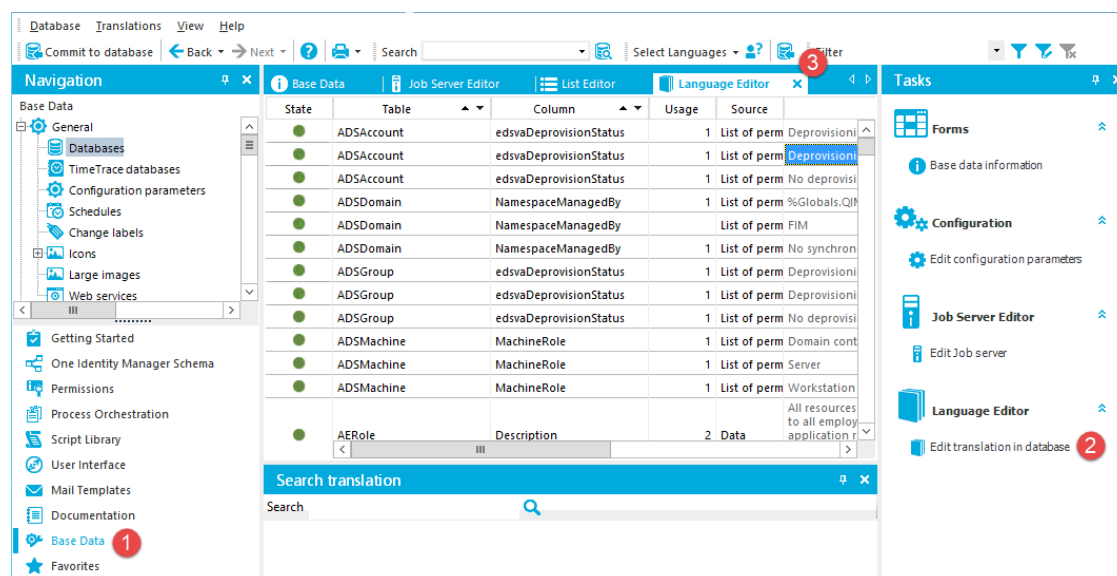 Database Translations View Help
Commit to database Back Next Search Select Languages Filter
3
Navigation
Base Data
General
Databases
TimeTrace databases
Configuration parameters
Schedules
Change labels
Icons
Large images
Web services
Getting Started
One Identity Manager Schema
Permissions
Process Orchestration
Script Library
User Interface
Mail Templates
Documentation
Base Data 1
Favorites
Base Data Job Server Editor List Editor Language Editor
State Table Column Usage Source
ADSAccount edsvaDeprovisionStatus 1 List of perm Deprovisioni
ADSAccount edsvaDeprovisionStatus 1 List of perm Deprovisioni
ADSAccount edsvaDeprovisionStatus 1 List of perm No deprovisi
ADSDomain NamespaceManagedBy 1 List of perm %Globals.QIM
ADSDomain NamespaceManagedBy List of perm FIM
ADSDomain NamespaceManagedBy 1 List of perm No synchron
ADSGroup edsvaDeprovisionStatus 1 List of perm Deprovisioni
ADSGroup edsvaDeprovisionStatus 1 List of perm Deprovisioni
ADSGroup edsvaDeprovisionStatus 1 List of perm No deprovisi
ADSMachine MachineRole 1 List of perm Domain cont
ADSMachine MachineRole 1 List of perm Server
ADSMachine MachineRole 1 List of perm Workstation
All resources
to all employ
AERole Description 2 Data application r
Search translation
Search
Tasks
Forms
Base data information
Configuration
Edit configuration parameters
Job Server Editor
Edit Job server
Language Editor
Edit translation in database 2